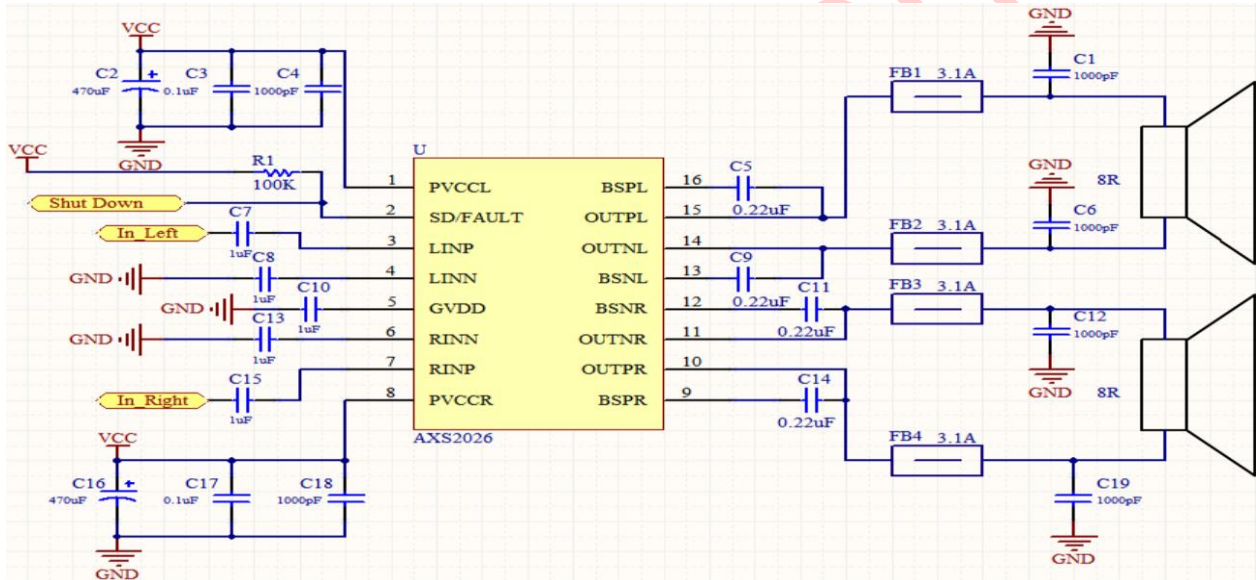 VCC
C2
470uF
C3
0.1uF
C4
1000pF
GND
VCC
R1
100K
Shut Down
In_Left
C7
1uF
GND
C8
1uF
GND
C10
1uF
GND
C13
1uF
In_Right
C15
1uF
VCC
C16
470uF
C17
0.1uF
C18
1000pF
GND
U
1 PVCCL BSPL 16
2 SD/FAULT OUTPL 15
3 LINP OUTNL 14
4 LINN BSNL 13
5 GVDD BSNR 12
6 RINN OUTNR 11
7 RINP OUTPR 10
8 PVCCR BSPR 9
AXS2026
C5
0.22uF
C9
0.22uF
C11
0.22uF
C14
0.22uF
FB1 3.1A
GND
C1
1000pF
GND
C6
1000pF
8R
FB2 3.1A
FB3 3.1A
C12
1000pF
GND
8R
FB4 3.1A
C19
1000pF
GND